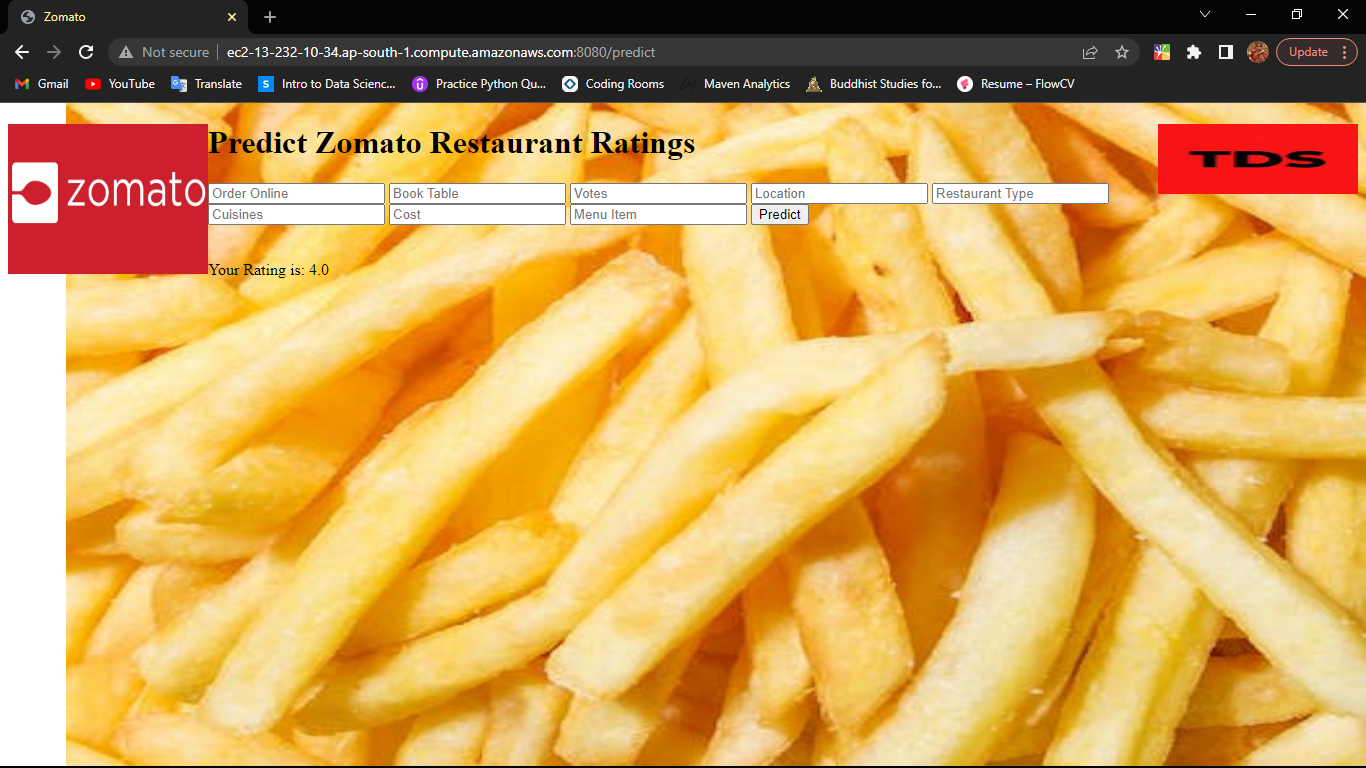 Zomato
Not secure ec2-13-232-10-34.ap-south-1.compute.amazonaws.com:8080/predict Update
Gmail YouTube Translate Intro to Data Scienc... Practice Python Qu... Coding Rooms Maven Analytics Buddhist Studies fo... Resume – FlowCV
zomato
Predict Zomato Restaurant Ratings
TDS
Order Online Book Table Votes Location Restaurant Type
Cuisines Cost Menu Item Predict
Your Rating is: 4.0